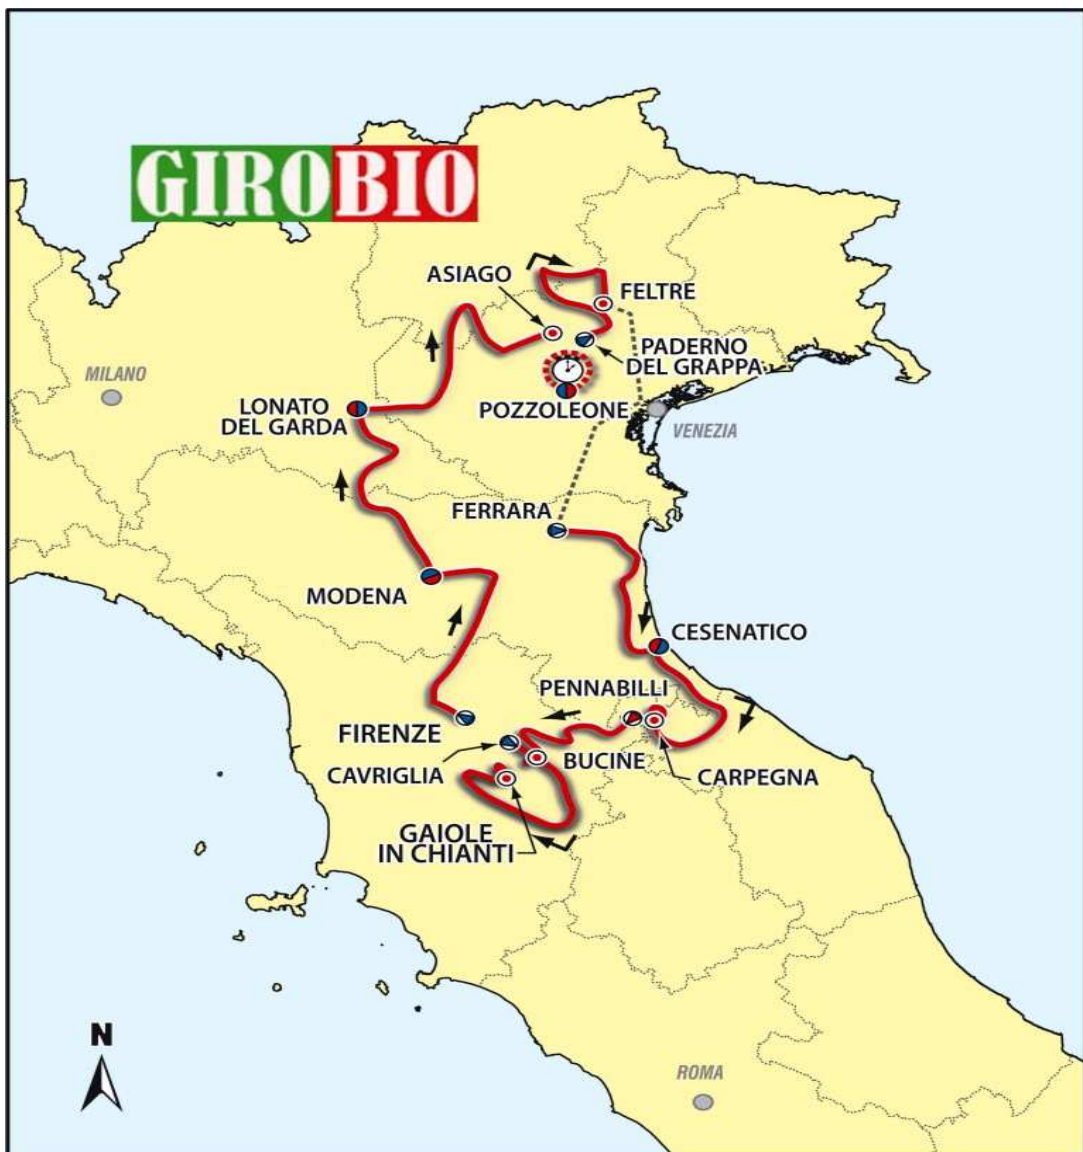 GIROBIO
ASIAGO
FELTRE
PADERNO
DEL GRAPPA
MILANO
LONATO
DEL GARDA
POZZOLEONE
VENEZIA
FERRARA
MODENA
CESENATICO
PENNABILLI
FIRENZE
BUCINE
CAVRIGLIA
CARPEGNA
GAIOLE
IN CHIANTI
N
ROMA